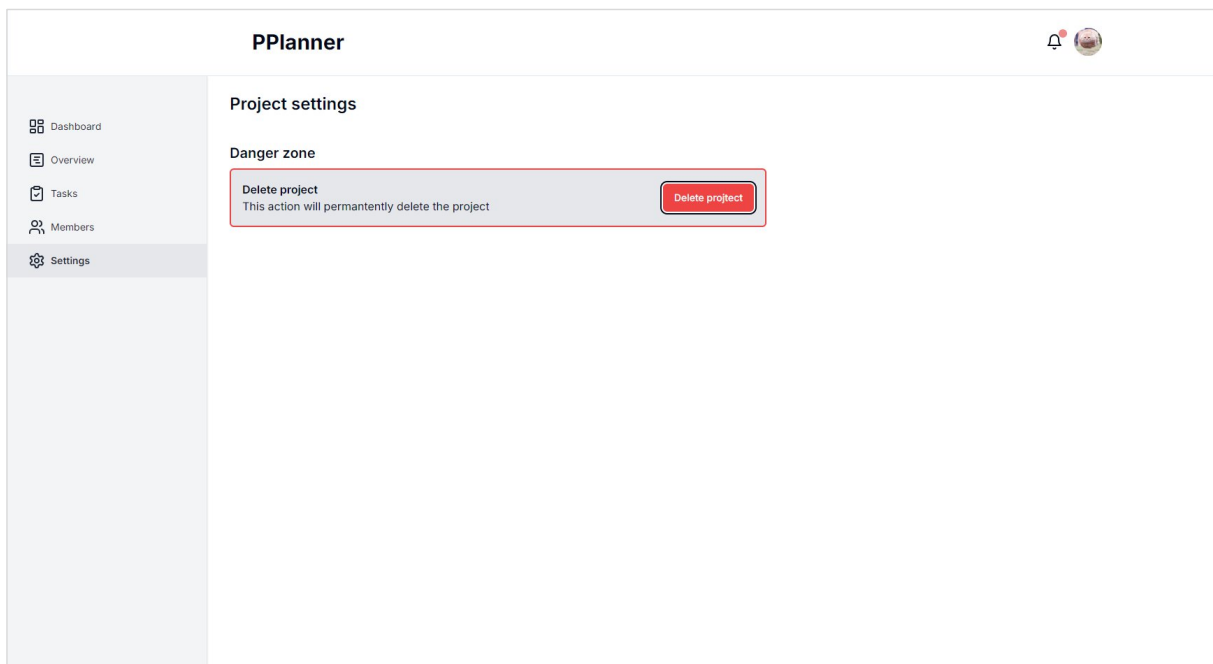 PPlanner
Dashboard
Overview
Tasks
Members
Settings
Project settings
Danger zone
Delete project
This action will permantently delete the project
Delete projtect